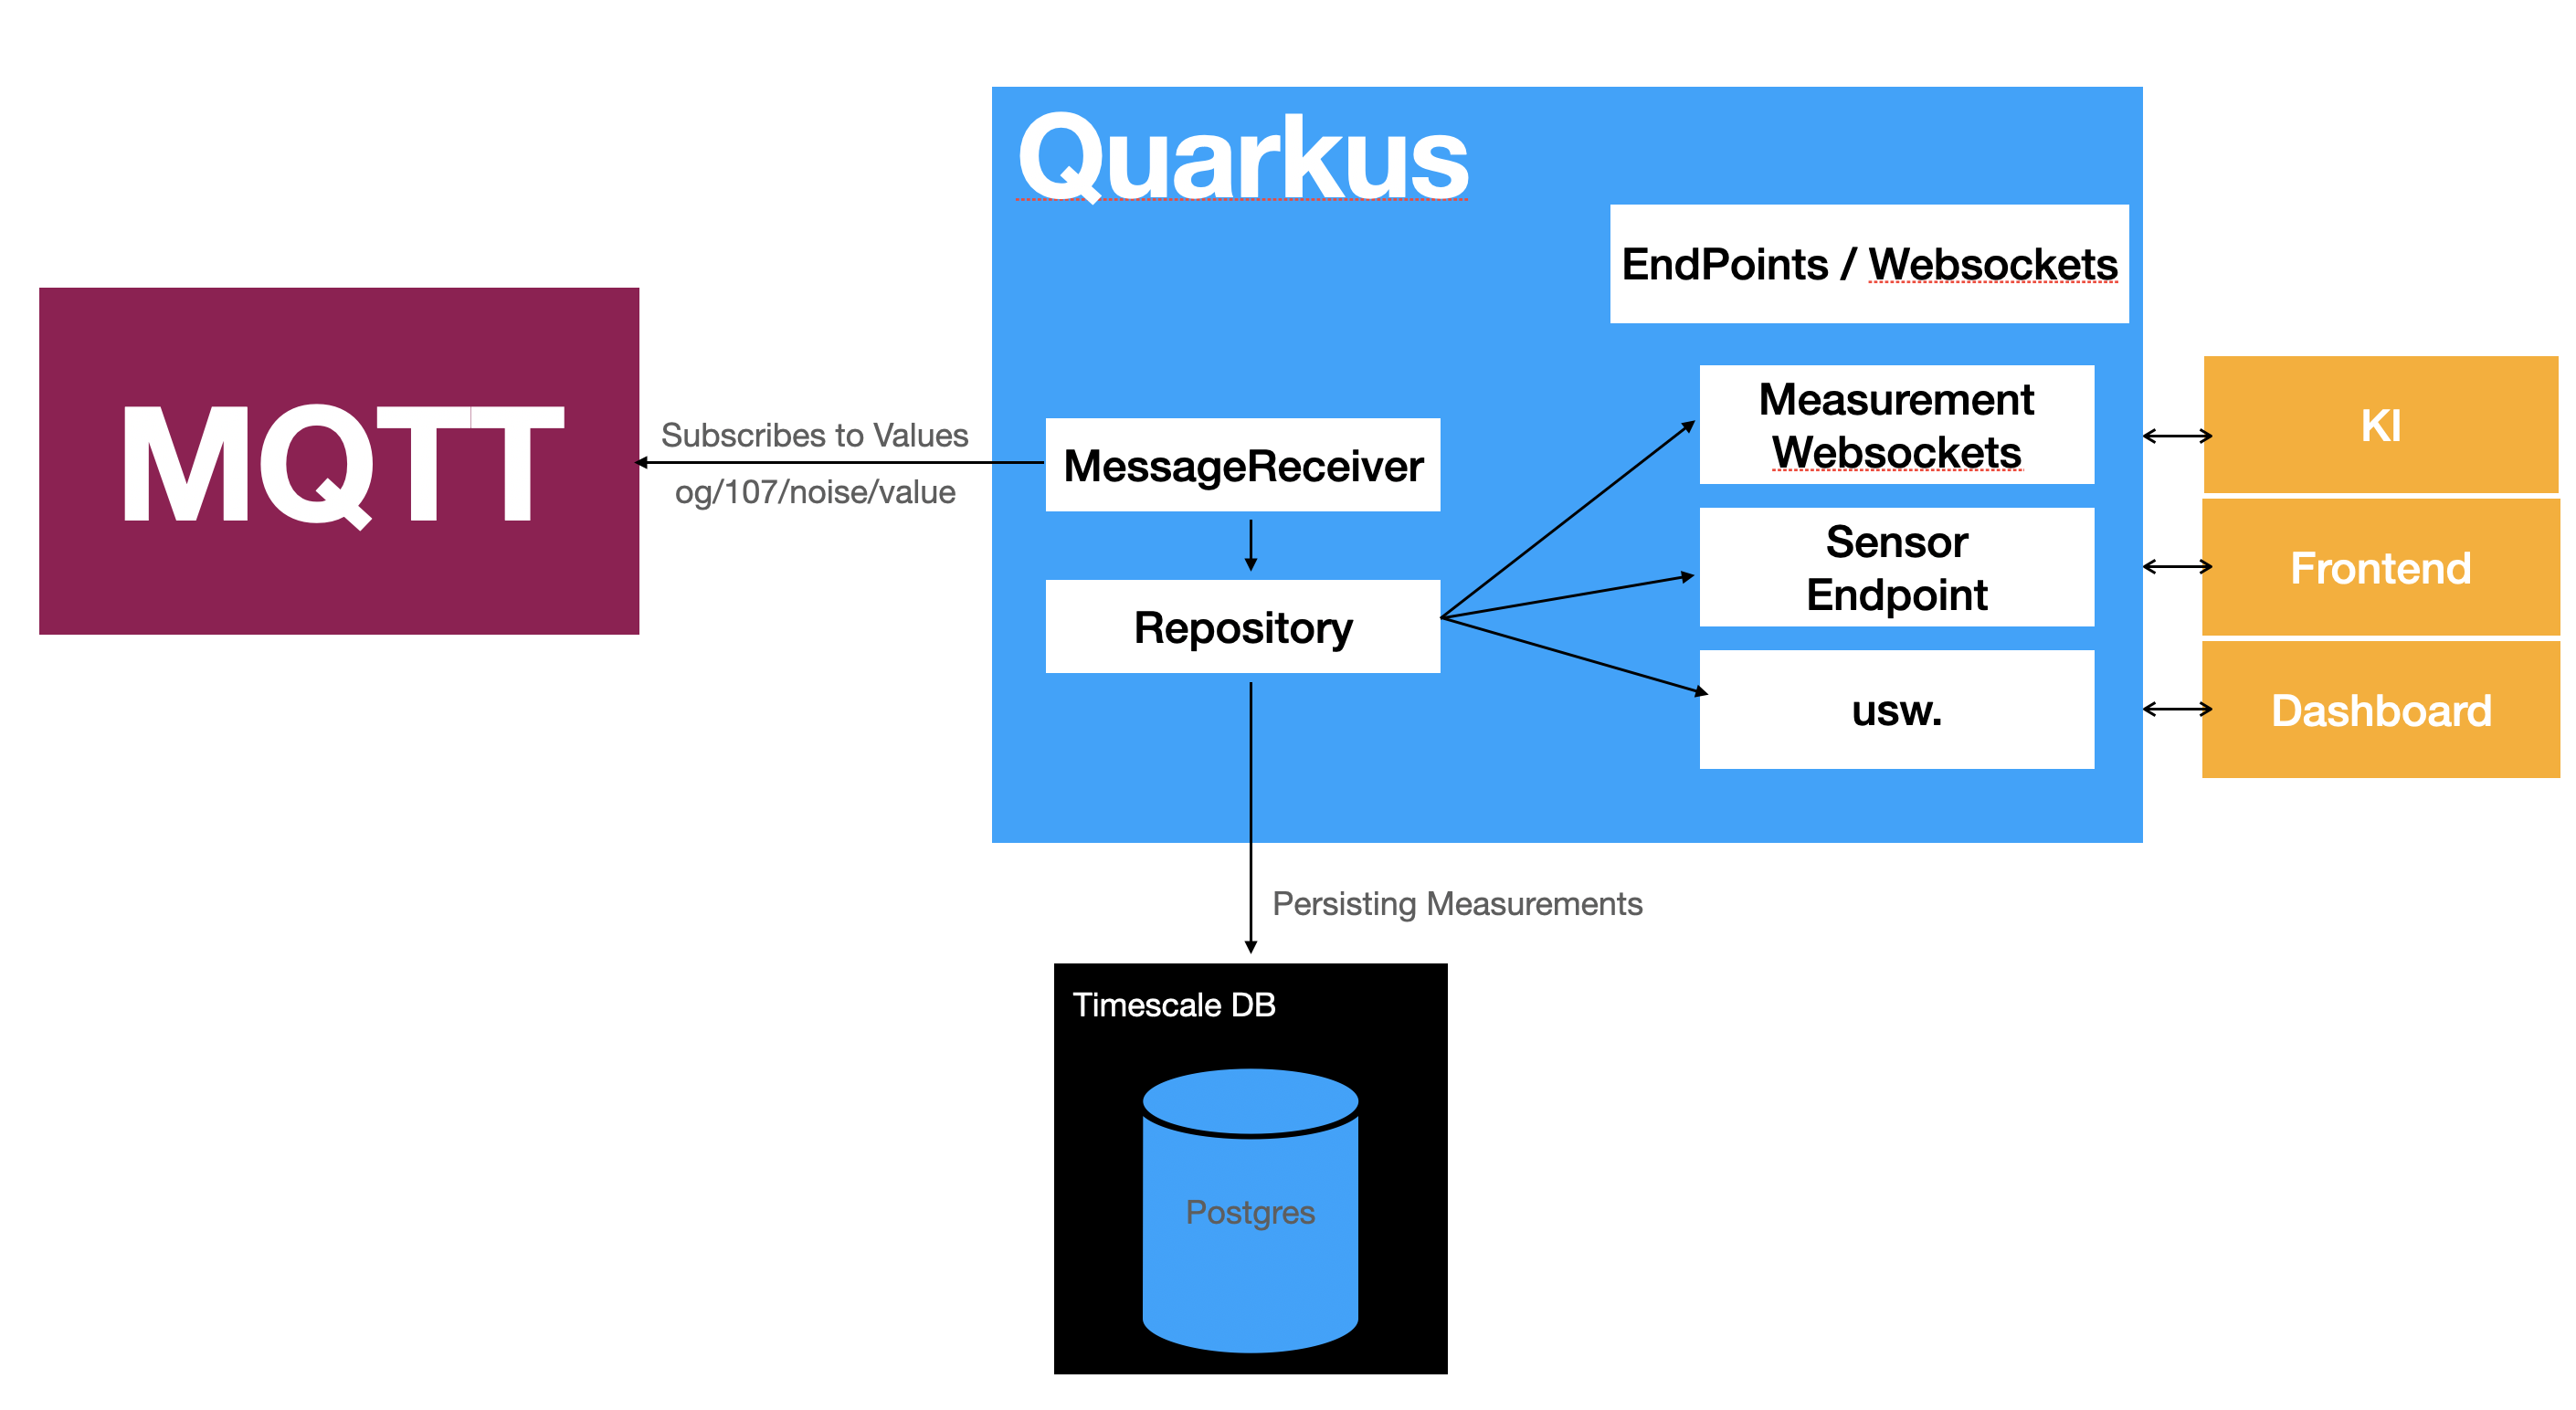 Quarkus
EndPoints / Websockets
MQTT
Subscribes to Values
og/107/noise/value
MessageReceiver
Repository
Measurement
Websockets
Sensor
Endpoint
usw.
KI
Frontend
Dashboard
Persisting Measurements
Timescale DB
Postgres